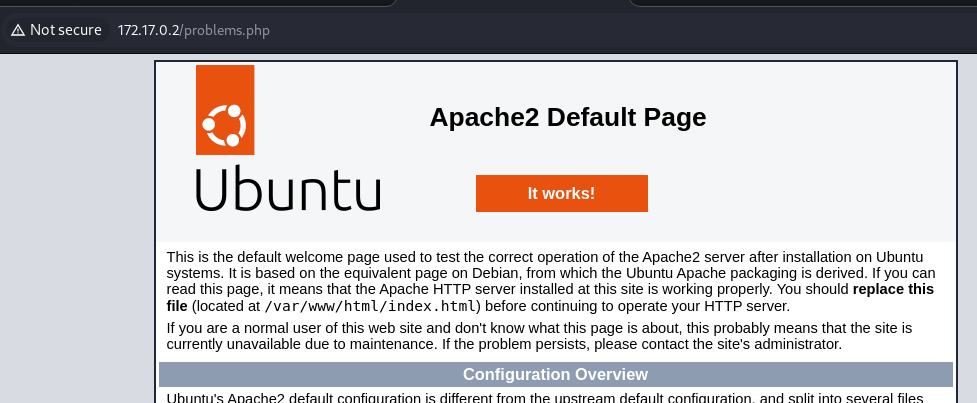 Not secure 172.17.0.2/problems.php
Apache2 Default Page
Ubuntu
It works!
This is the default welcome page used to test the correct operation of the Apache2 server after installation on Ubuntu
systems. It is based on the equivalent page on Debian, from which the Ubuntu Apache packaging is derived. If you can
read this page, it means that the Apache HTTP server installed at this site is working properly. You should replace this
file (located at /var/www/html/index.html) before continuing to operate your HTTP server.
If you are a normal user of this web site and don't know what this page is about, this probably means that the site is
currently unavailable due to maintenance. If the problem persists, please contact the site's administrator.
Configuration Overview
Ubuntu's Apache2 default configuration is different from the upstream default configuration, and split into several files